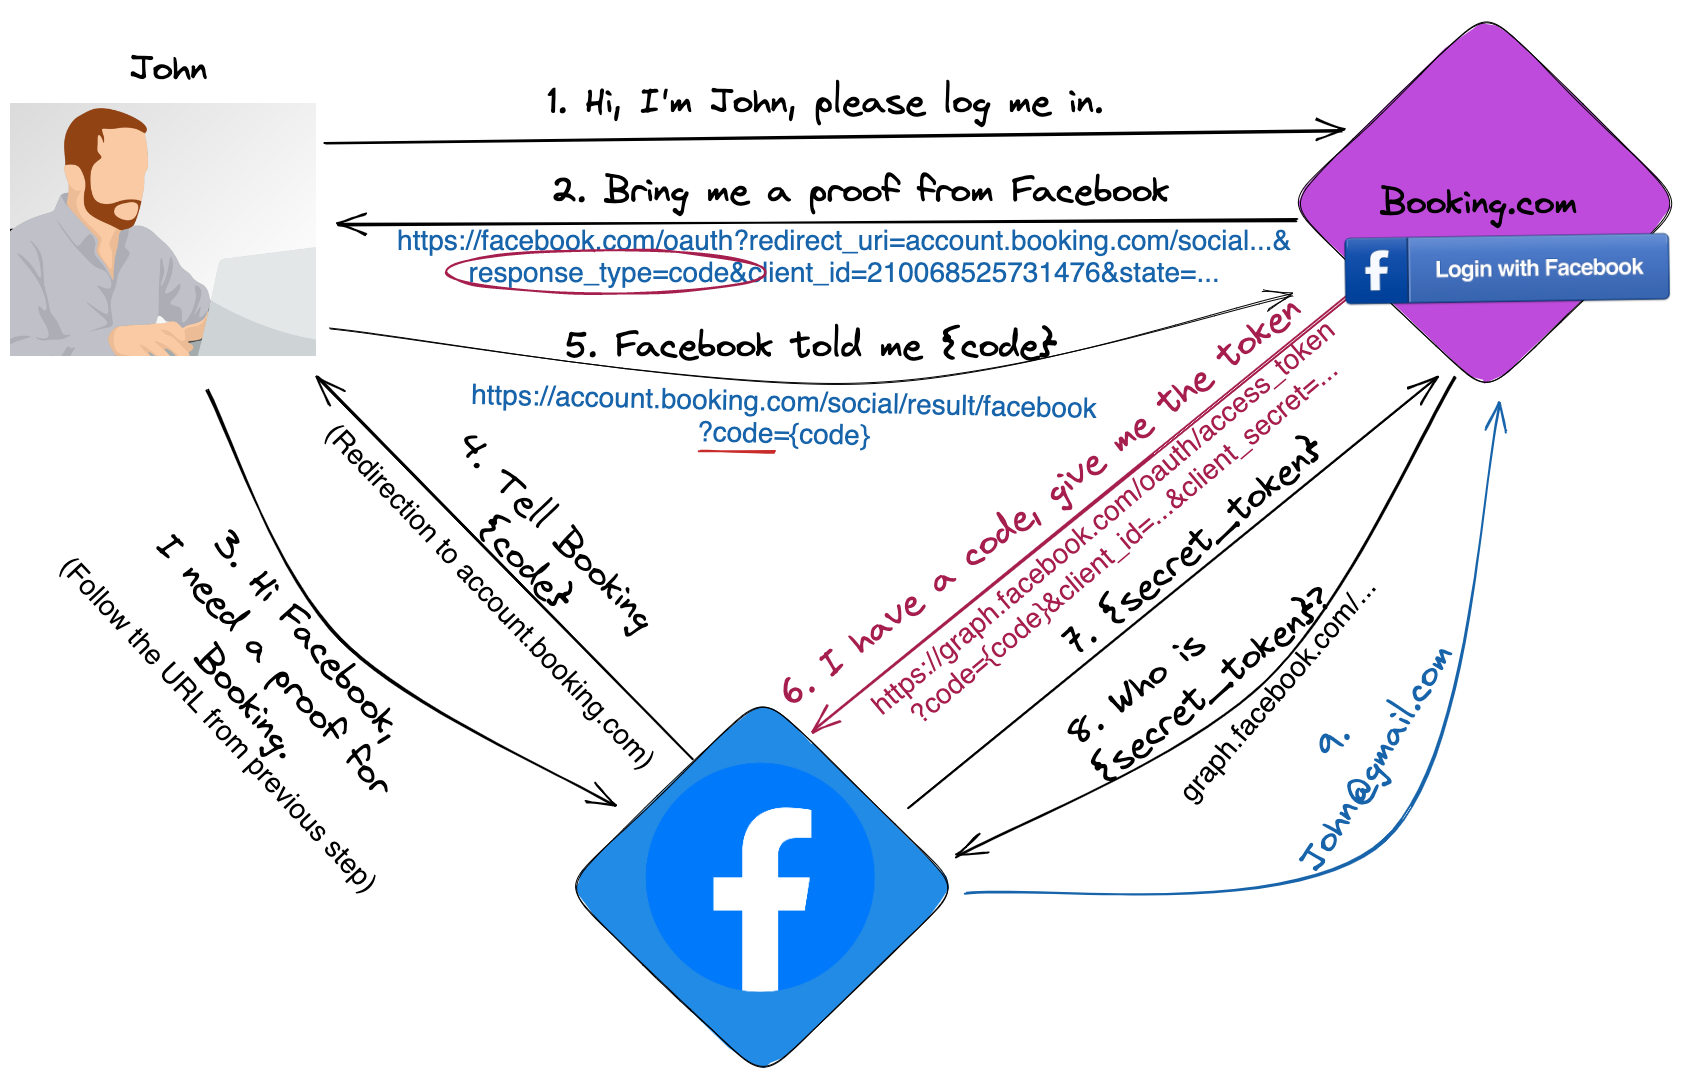 John
1. Hi, I'm John, please log me in.
2. Bring me a proof from Facebook
https://facebook.com/oauth?redirect_uri=account.booking.com/social...&
response_type=code&client_id=210068525731476&state=...
Booking.com
Login with Facebook
5. Facebook told me {code}
https://account.booking.com/social/result/facebook
?code={code}
3. Hi Facebook,
I need a proof for
Booking.
(Follow the URL from previous step)
4. Tell Booking
{code}
(Redirection to account.booking.com)
6. I have a code, give me the token
https://graph.facebook.com/oauth/access_token
?code={code}&client_id=...&client_secret=...
7. {secret_token}
8. Who is
{secret_token}?
graph.facebook.com/...
9.
John@gmail.com